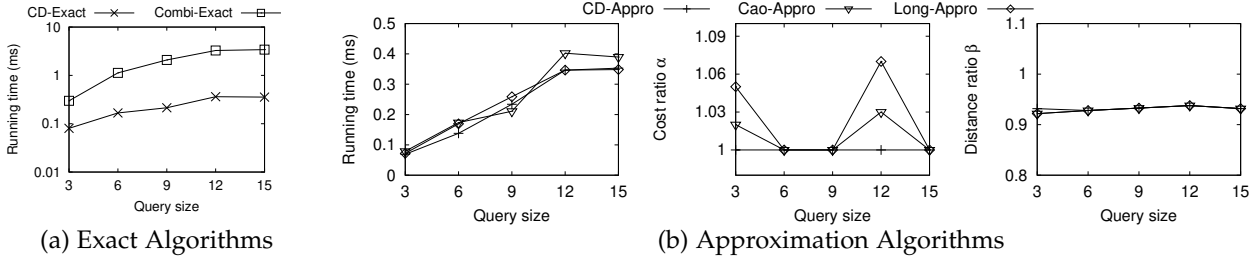 CD-Exact Combi-Exact
10
1
0.1
0.01
Running time (ms)
3 6 9 12 15
Query size
(a) Exact Algorithms
CD-Appro Cao-Appro Long-Appro
0.5
0.4
0.3
0.2
0.1
0
Running time (ms)
3 6 9 12 15
Query size
1.09
1.06
1.03
1
Cost ratio α
3 6 9 12 15
Query size
1.1
1
0.9
0.8
Distance ratio β
3 6 9 12 15
Query size
(b) Approximation Algorithms